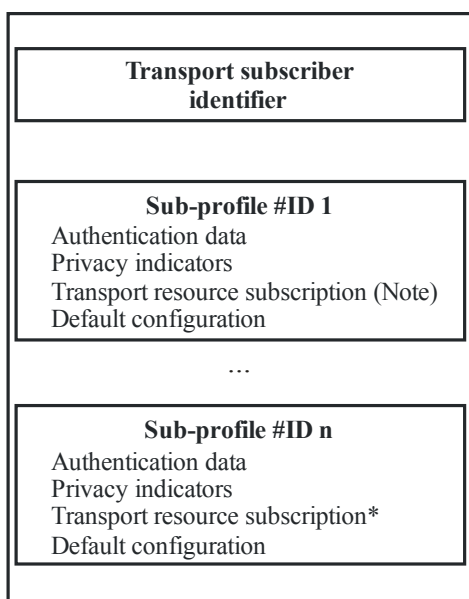 Transport subscriber
identifier
Sub-profile #ID 1
Authentication data
Privacy indicators
Transport resource subscription (Note)
Default configuration
...
Sub-profile #ID n
Authentication data
Privacy indicators
Transport resource subscription*
Default configuration